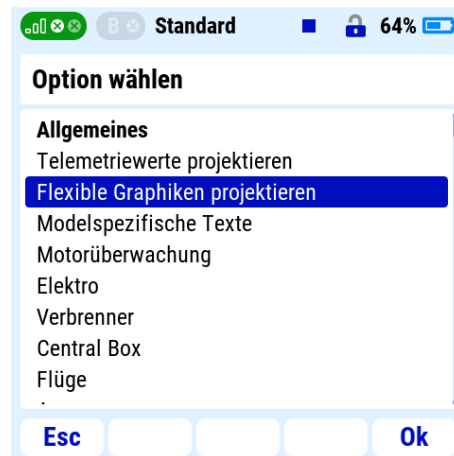 B Standard 64%
Option wählen
Allgemeines
Telemetriewerte projektieren
Flexible Graphiken projektieren
Modelspezifische Texte
Motorüberwachung
Elektro
Verbrenner
Central Box
Flüge
Esc Ok